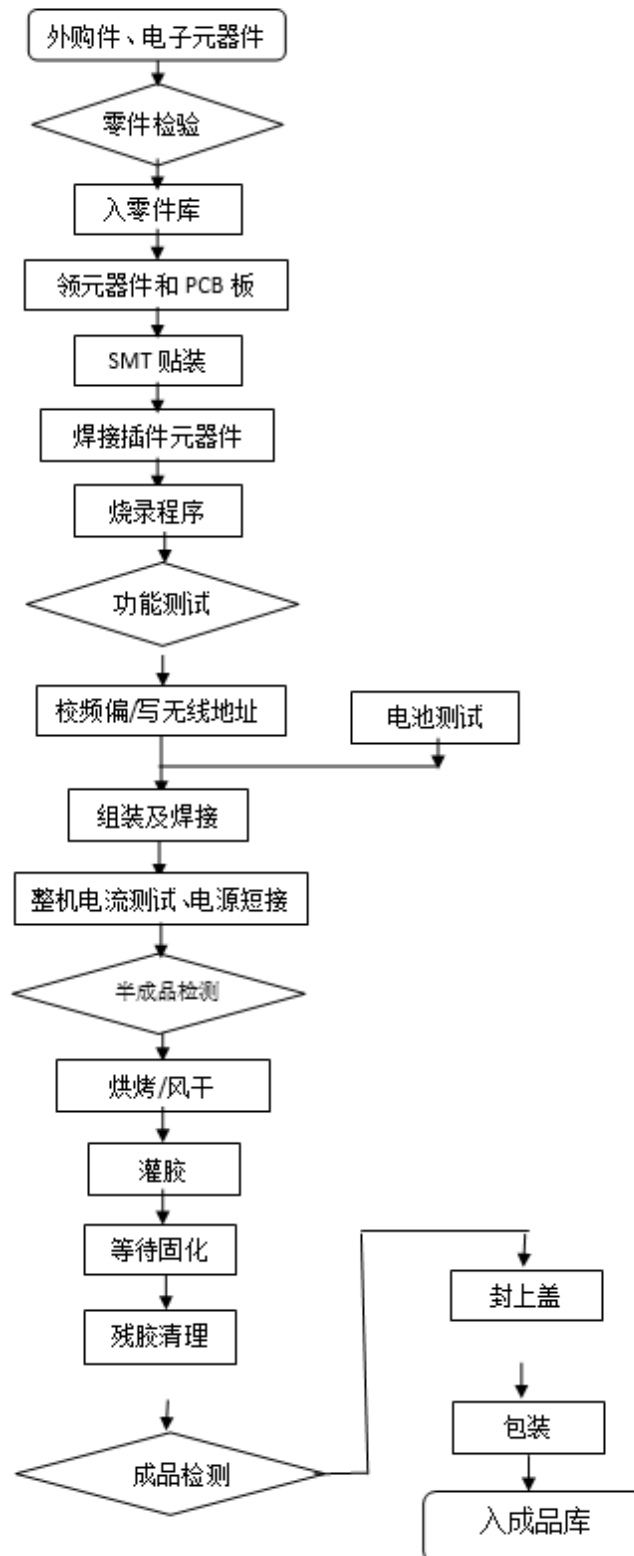 外购件、电子元器件
零件检验
入零件库
领元器件和 PCB 板
SMT 贴装
焊接插件元器件
烧录程序
功能测试
校频偏/写无线地址
电池测试
组装及焊接
整机电流测试、电源短接
半成品检测
烘烤/风干
灌胶
等待固化
残胶清理
成品检测
封上盖
包装
入成品库